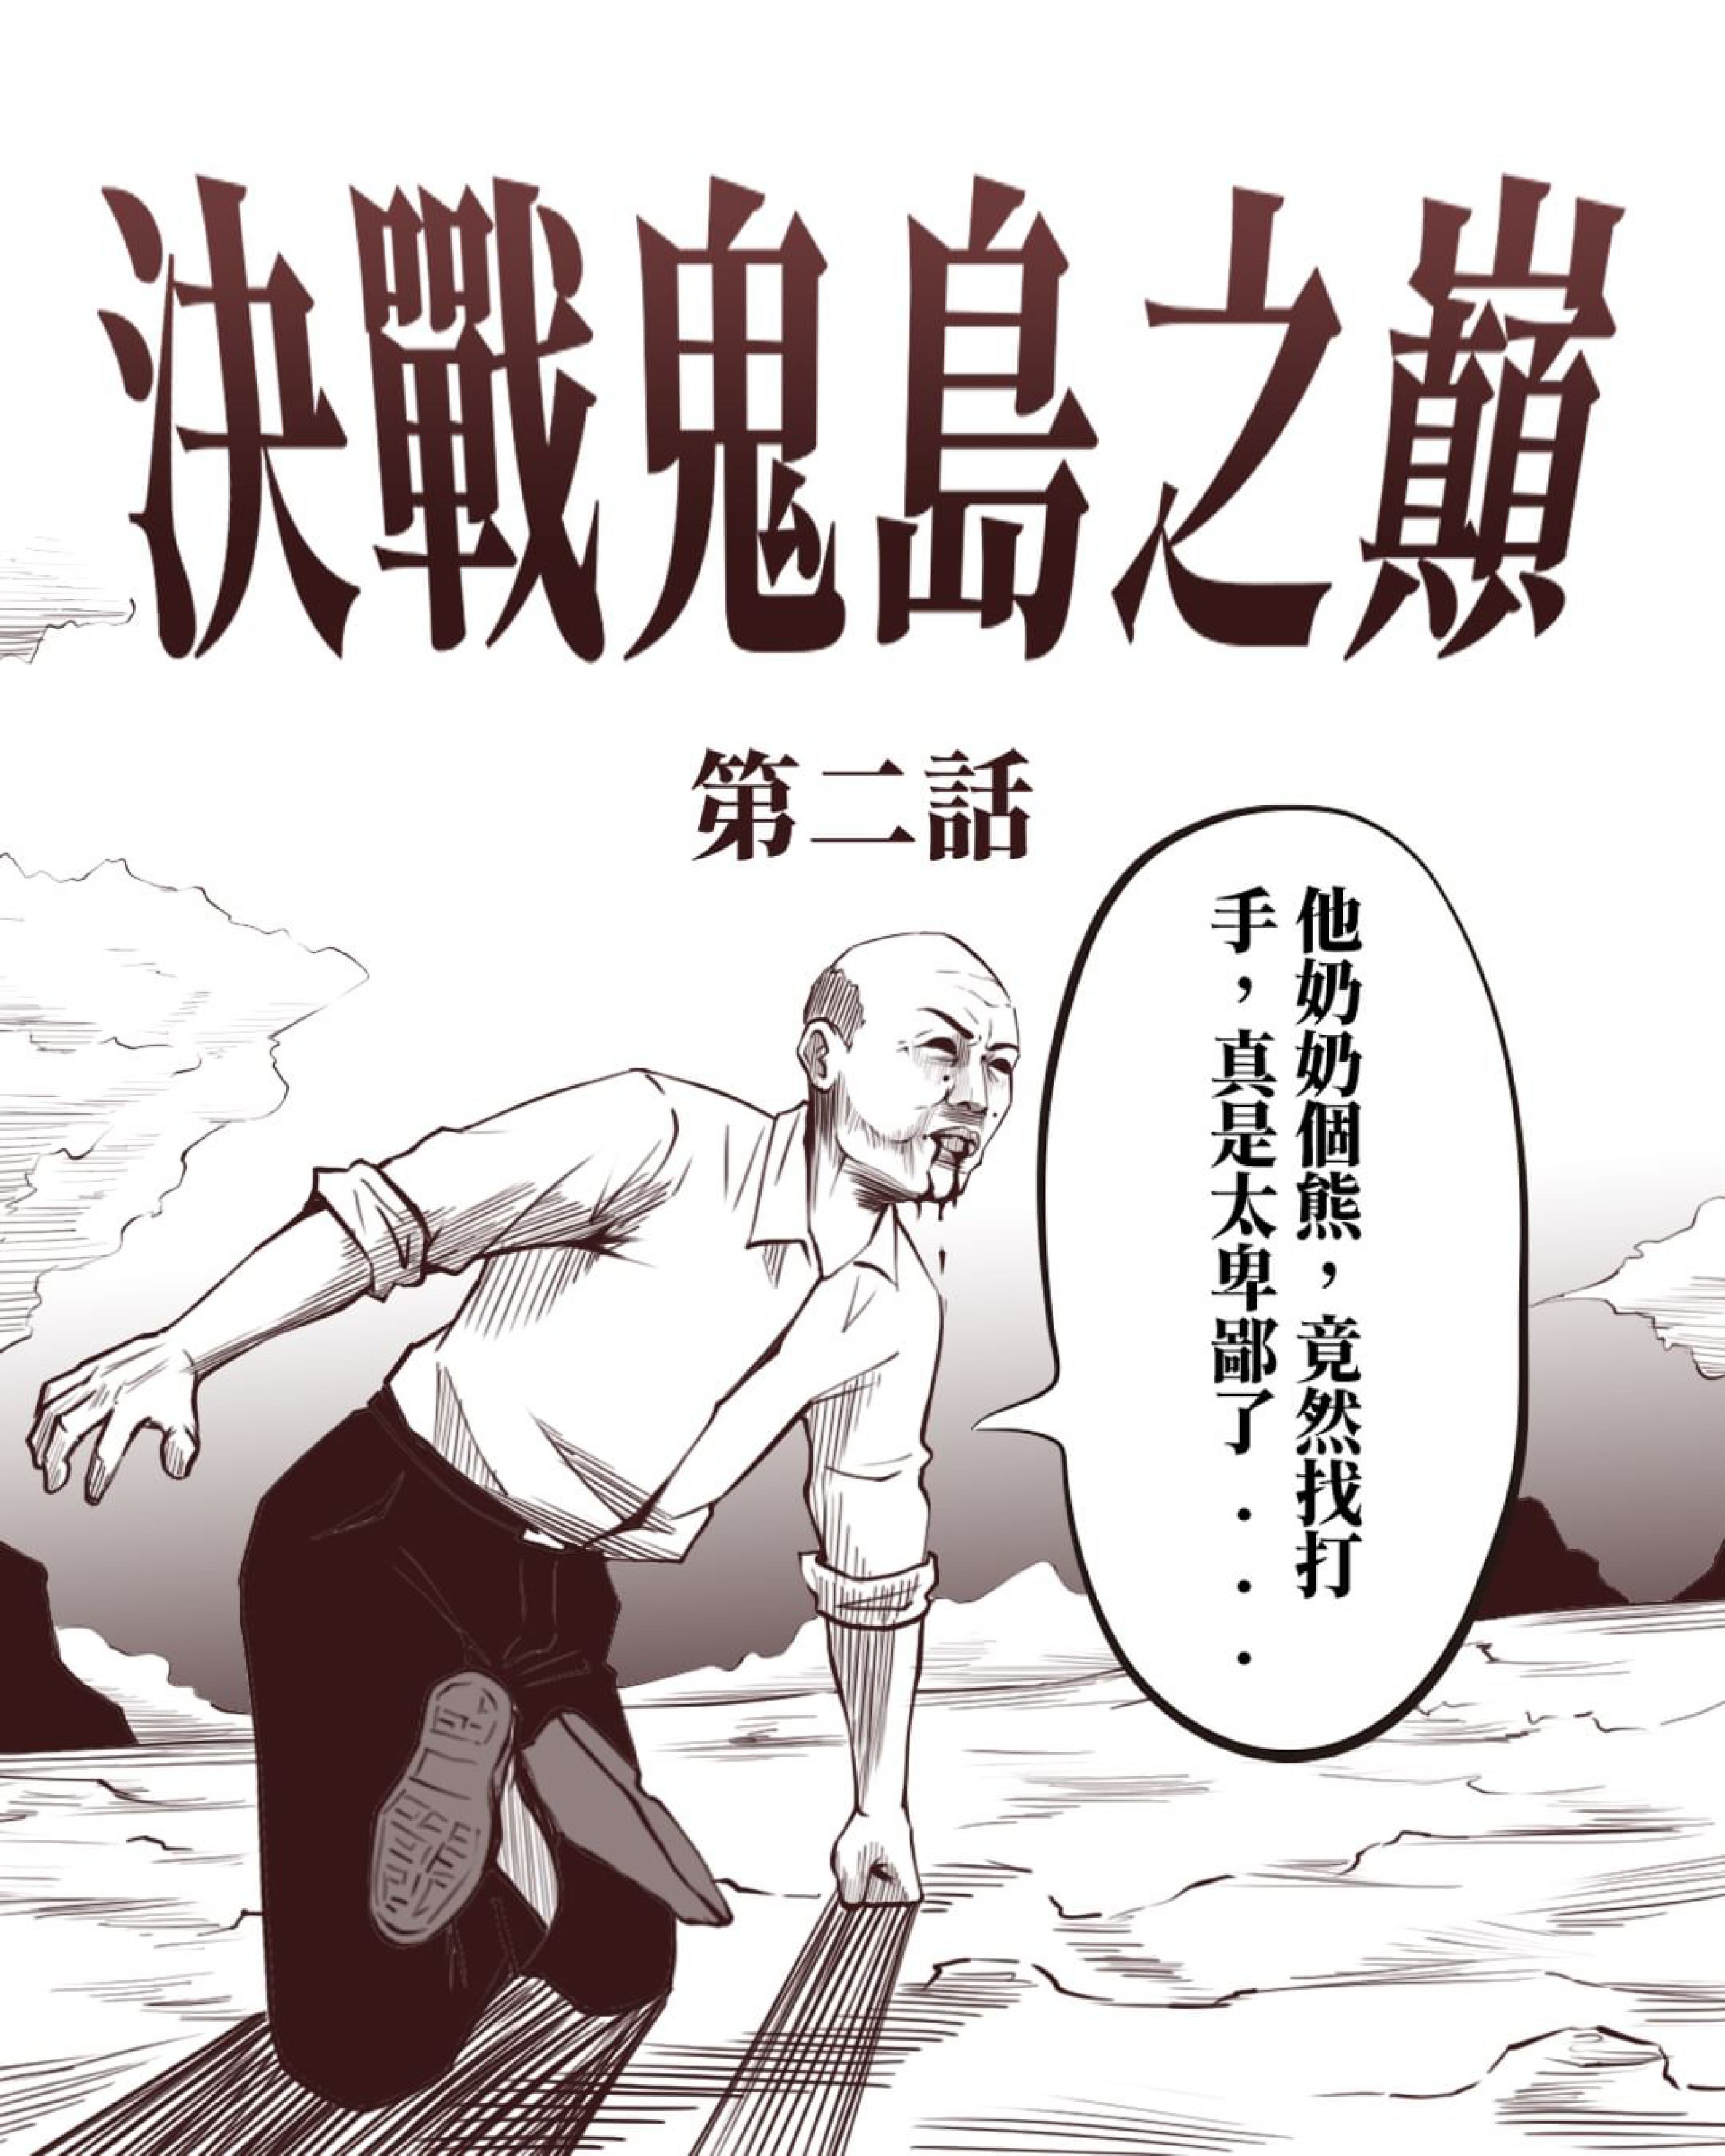 決戰鬼島之巔
第二話
他奶奶個熊，竟然找打
手，真是太卑鄙了...